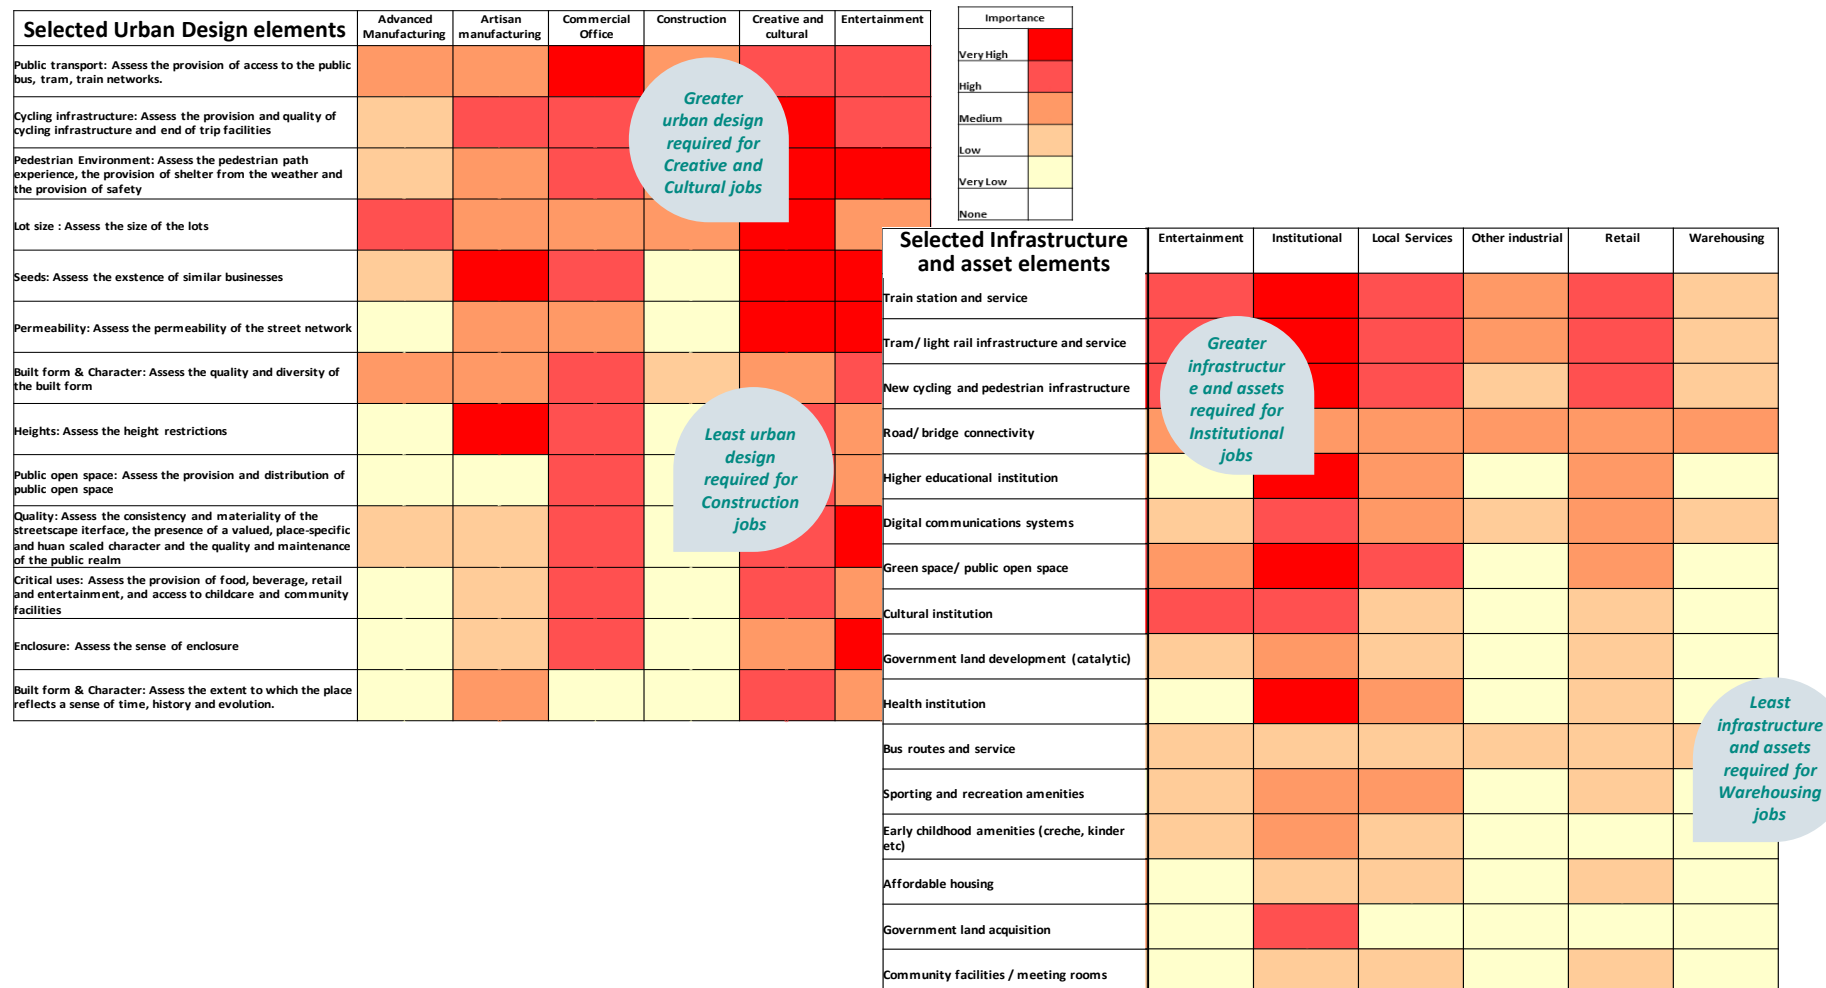 Selected Urban Design elements
Advanced
Manufacturing
Artisan
manufacturing
Commercial
Office
Construction
Creative and
cultural
Entertainment
Public transport: Assess the provision of access to the public
bus, tram, train networks.
Cycling infrastructure: Assess the provision and quality of
cycling infrastructure and end of trip facilities
Pedestrian Environment: Assess the pedestrian path
experience, the provision of shelter from the weather and
the provision of safety
Lot size : Assess the size of the lots
Seeds: Assess the exstence of similar businesses
Permeability: Assess the permeability of the street network
Built form & Character: Assess the quality and diversity of
the built form
Heights: Assess the height restrictions
Public open space: Assess the provision and distribution of
public open space
Quality: Assess the consistency and materiality of the
streetscape iterface, the presence of a valued, place-specific
and huan scaled character and the quality and maintenance
of the public realm
Critical uses: Assess the provision of food, beverage, retail
and entertainment, and access to childcare and community
facilities
Enclosure: Assess the sense of enclosure
Built form & Character: Assess the extent to which the place
reflects a sense of time, history and evolution.
Greater
urban design
required for
Creative and
Cultural jobs
Least urban
design
required for
Construction
jobs
Importance
Very High
High
Medium
Low
Very Low
None
Selected Infrastructure
and asset elements
Entertainment
Institutional
Local Services
Other industrial
Retail
Warehousing
Train station and service
Tram/ light rail infrastructure and service
New cycling and pedestrian infrastructure
Road/ bridge connectivity
Higher educational institution
Digital communications systems
Green space/ public open space
Cultural institution
Government land development (catalytic)
Health institution
Bus routes and service
Sporting and recreation amenities
Early childhood amenities (creche, kinder
etc)
Affordable housing
Government land acquisition
Community facilities / meeting rooms
Greater
infrastructur
e and assets
required for
Institutional
jobs
Least
infrastructure
and assets
required for
Warehousing
jobs